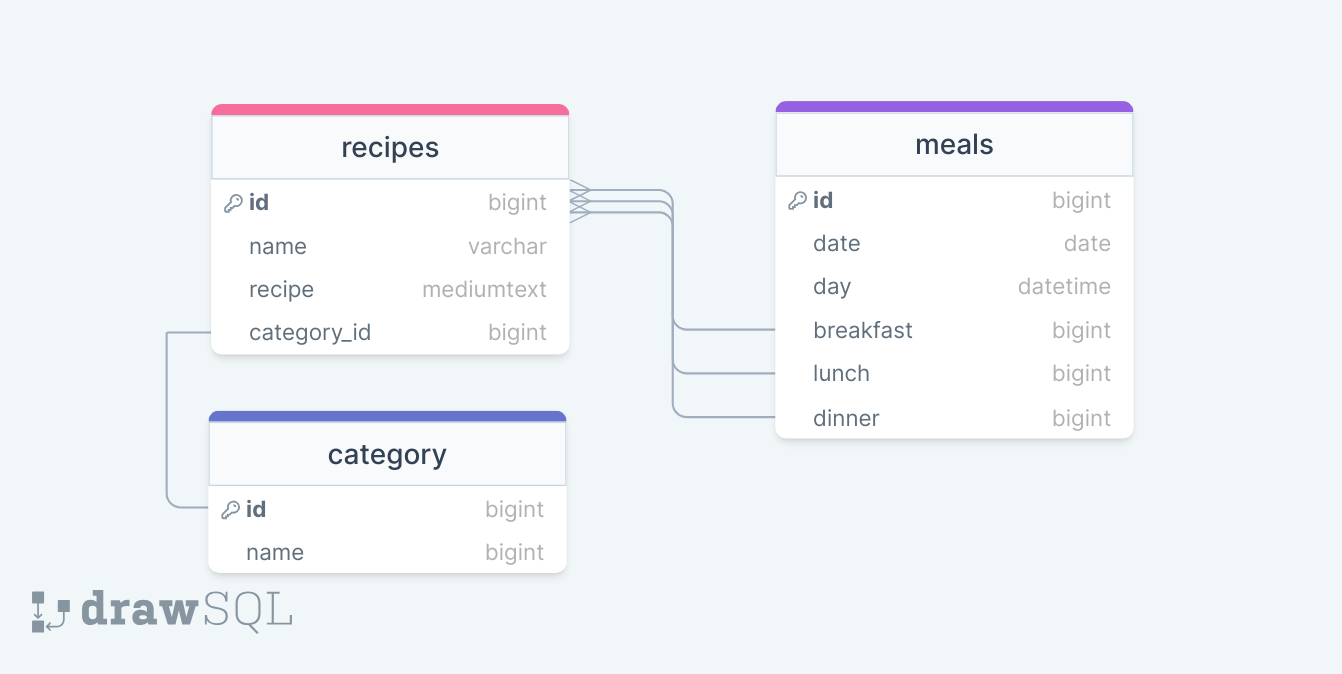 recipes
id bigint
name varchar
recipe mediumtext
category_id bigint
meals
id bigint
date date
day datetime
breakfast bigint
lunch bigint
dinner bigint
category
id bigint
name bigint
drawSQL